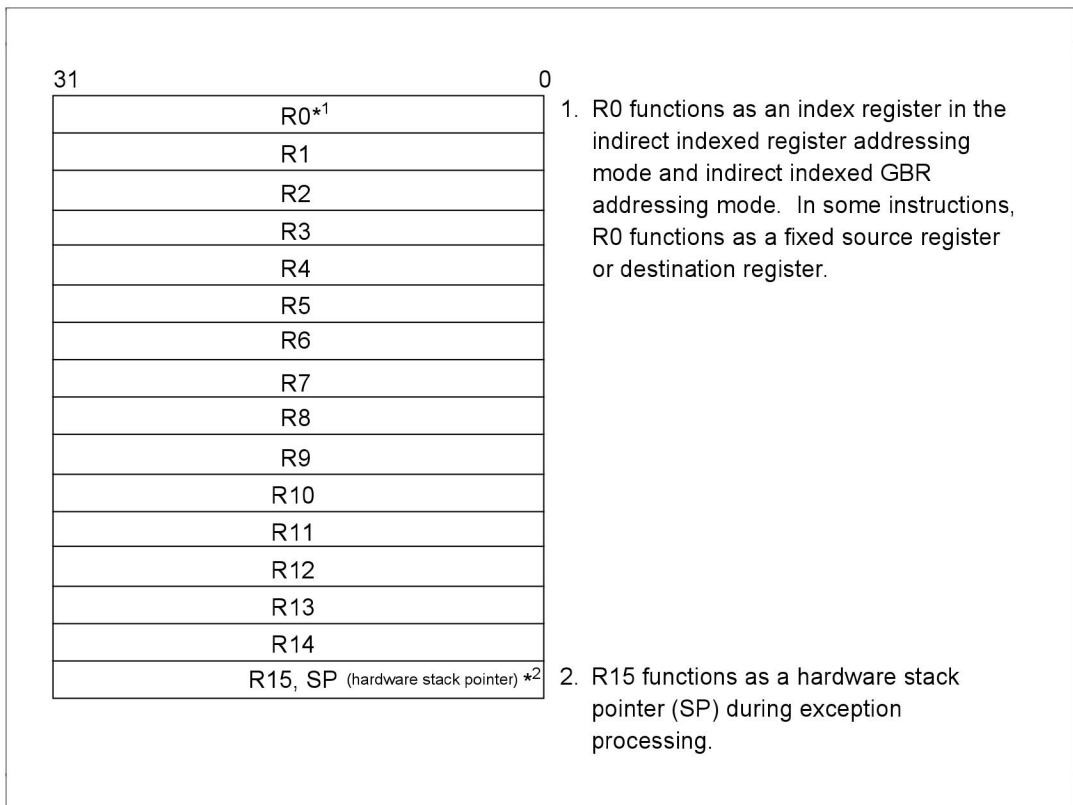 31 0
R0*1
R1
R2
R3
R4
R5
R6
R7
R8
R9
R10
R11
R12
R13
R14
R15, SP (hardware stack pointer) *2
1. R0 functions as an index register in the
indirect indexed register addressing
mode and indirect indexed GBR
addressing mode. In some instructions,
R0 functions as a fixed source register
or destination register.
2. R15 functions as a hardware stack
pointer (SP) during exception
processing.